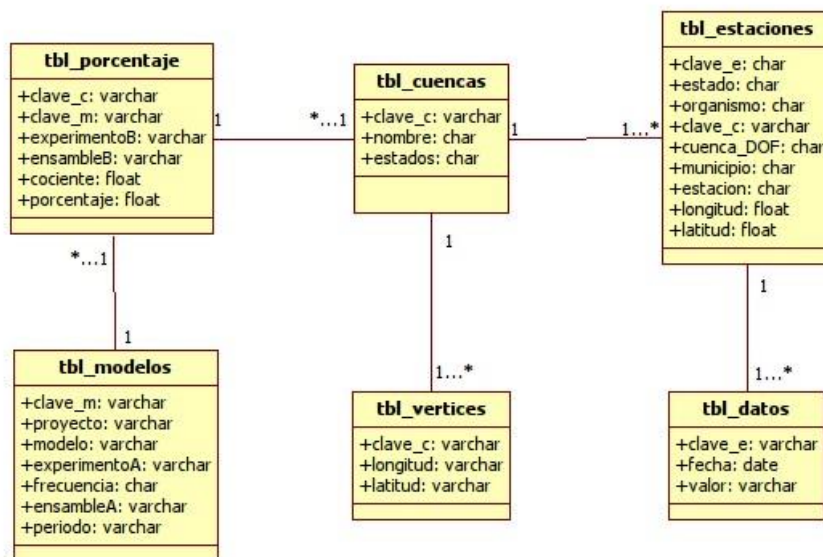 tbl_porcentaje
+clave_c: varchar
+clave_m: varchar
+experimentoB: varchar
+ensambleB: varchar
+cociente: float
+porcentaje: float
1
*...1
tbl_cuencas
+clave_c: varchar
+nombre: char
+estados: char
1
1...*
tbl_estaciones
+clave_e: char
+estado: char
+organismo: char
+clave_c: varchar
+cuenca_DOF: char
+municipio: char
+estacion: char
+longitud: float
+latitud: float
*...1
1
1
1...*
1
1...*
tbl_modelos
+clave_m: varchar
+proyecto: varchar
+modelo: varchar
+experimentoA: varchar
+frecuencia: char
+ensambleA: varchar
+periodo: varchar
tbl_vertices
+clave_c: varchar
+longitud: varchar
+latitud: varchar
tbl_datos
+clave_e: varchar
+fecha: date
+valor: varchar